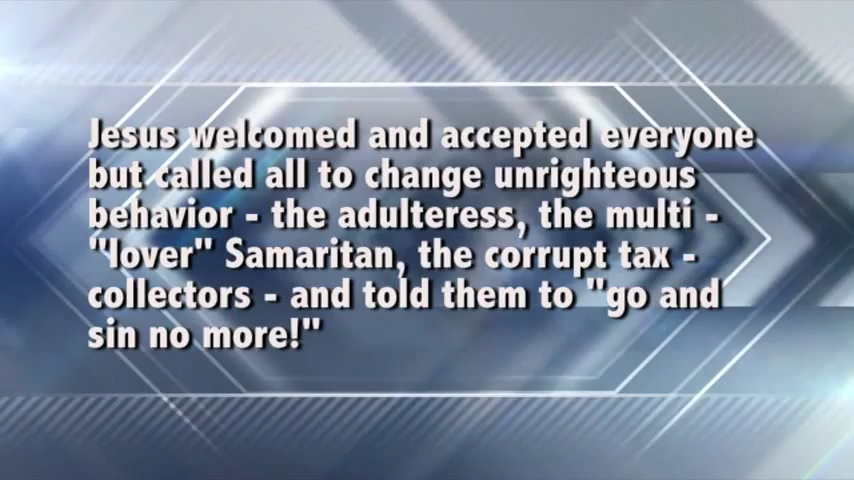 Jesus welcomed and accepted everyone
but called all to change unrighteous
behavior - the adulteress, the multi -
"lover" Samaritan, the corrupt tax -
collectors - and told them to "go and
sin no more!"